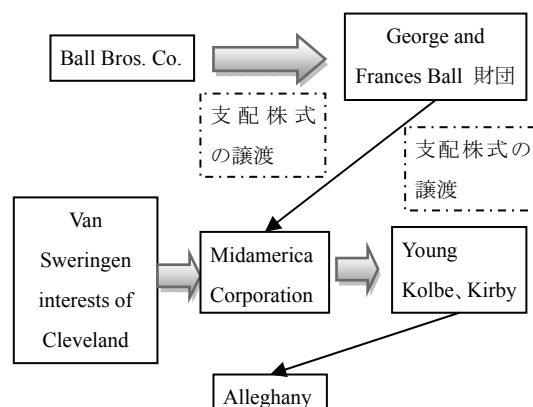 Ball Bros. Co.
George and
Frances Ball 財団
支配株式
の譲渡
支配株式の
譲渡
Van
Sweringen
interests of
Cleveland
Midamerica
Corporation
Young
Kolbe、Kirby
Alleghany